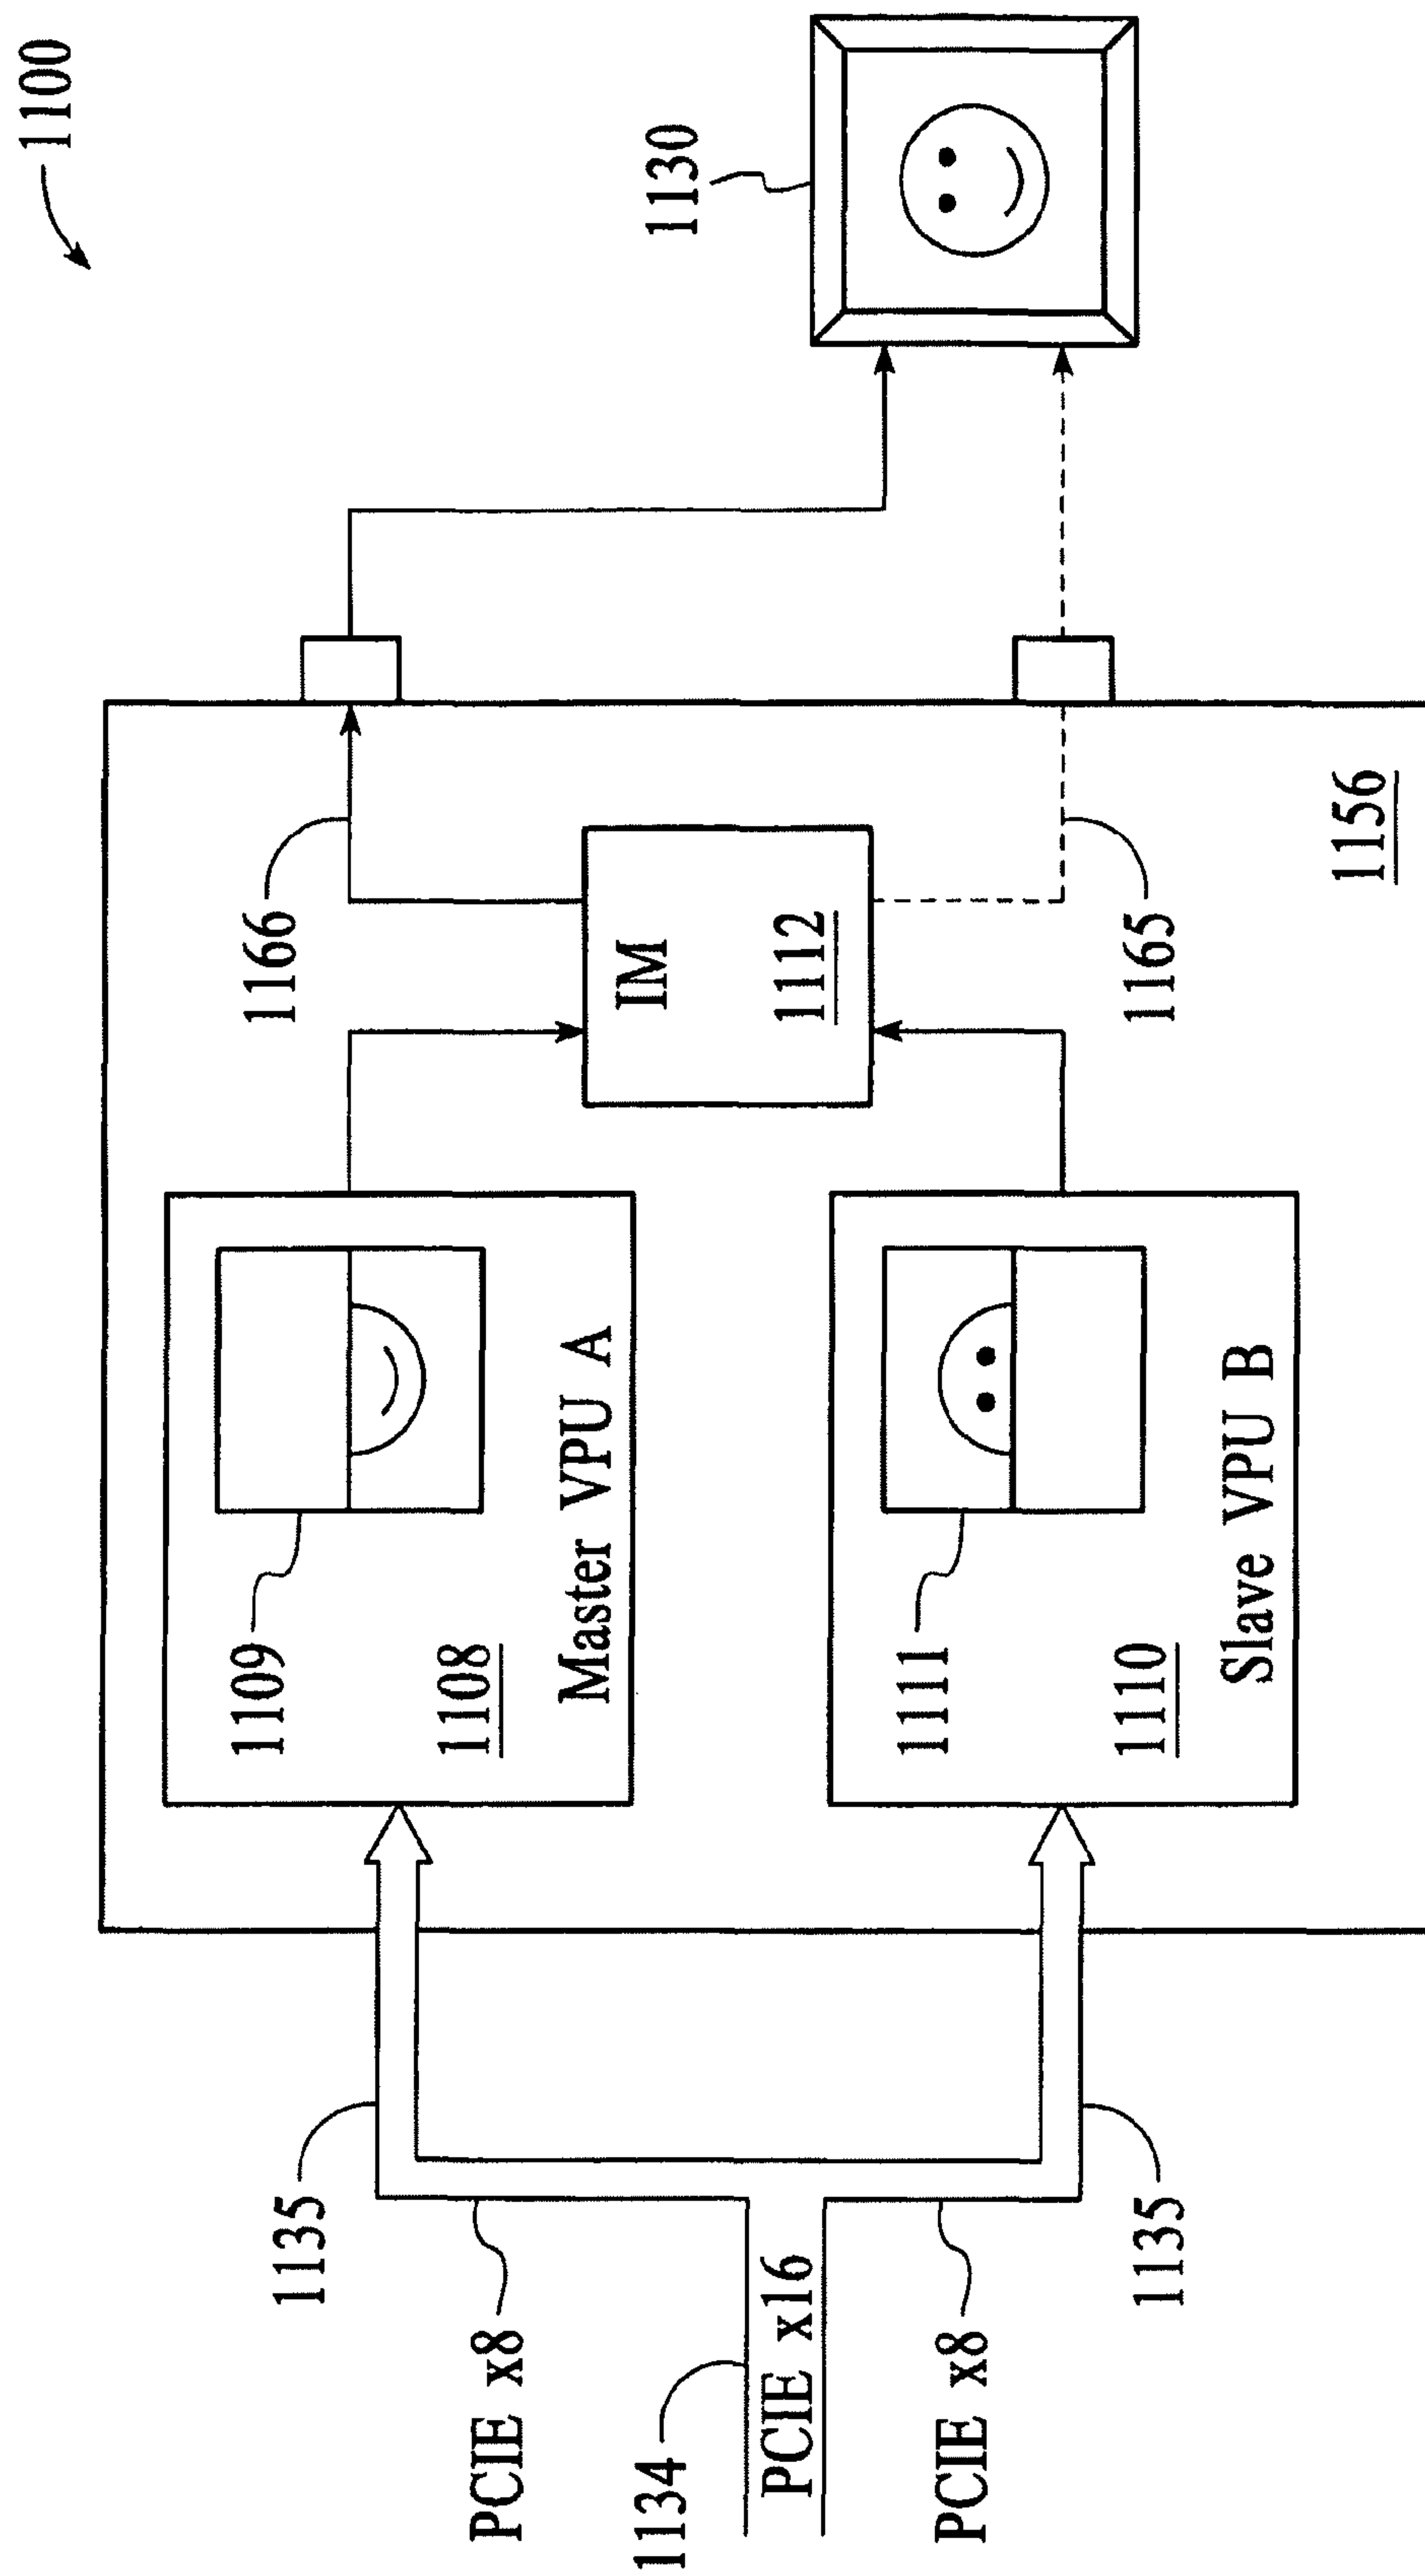 1100
1130
1166
IM
1112
1165
1156
1109
1108
Master VPU A
1111
1110
Slave VPU B
1135
PCIE x8
1134
PCIE x16
PCIE x8
1135